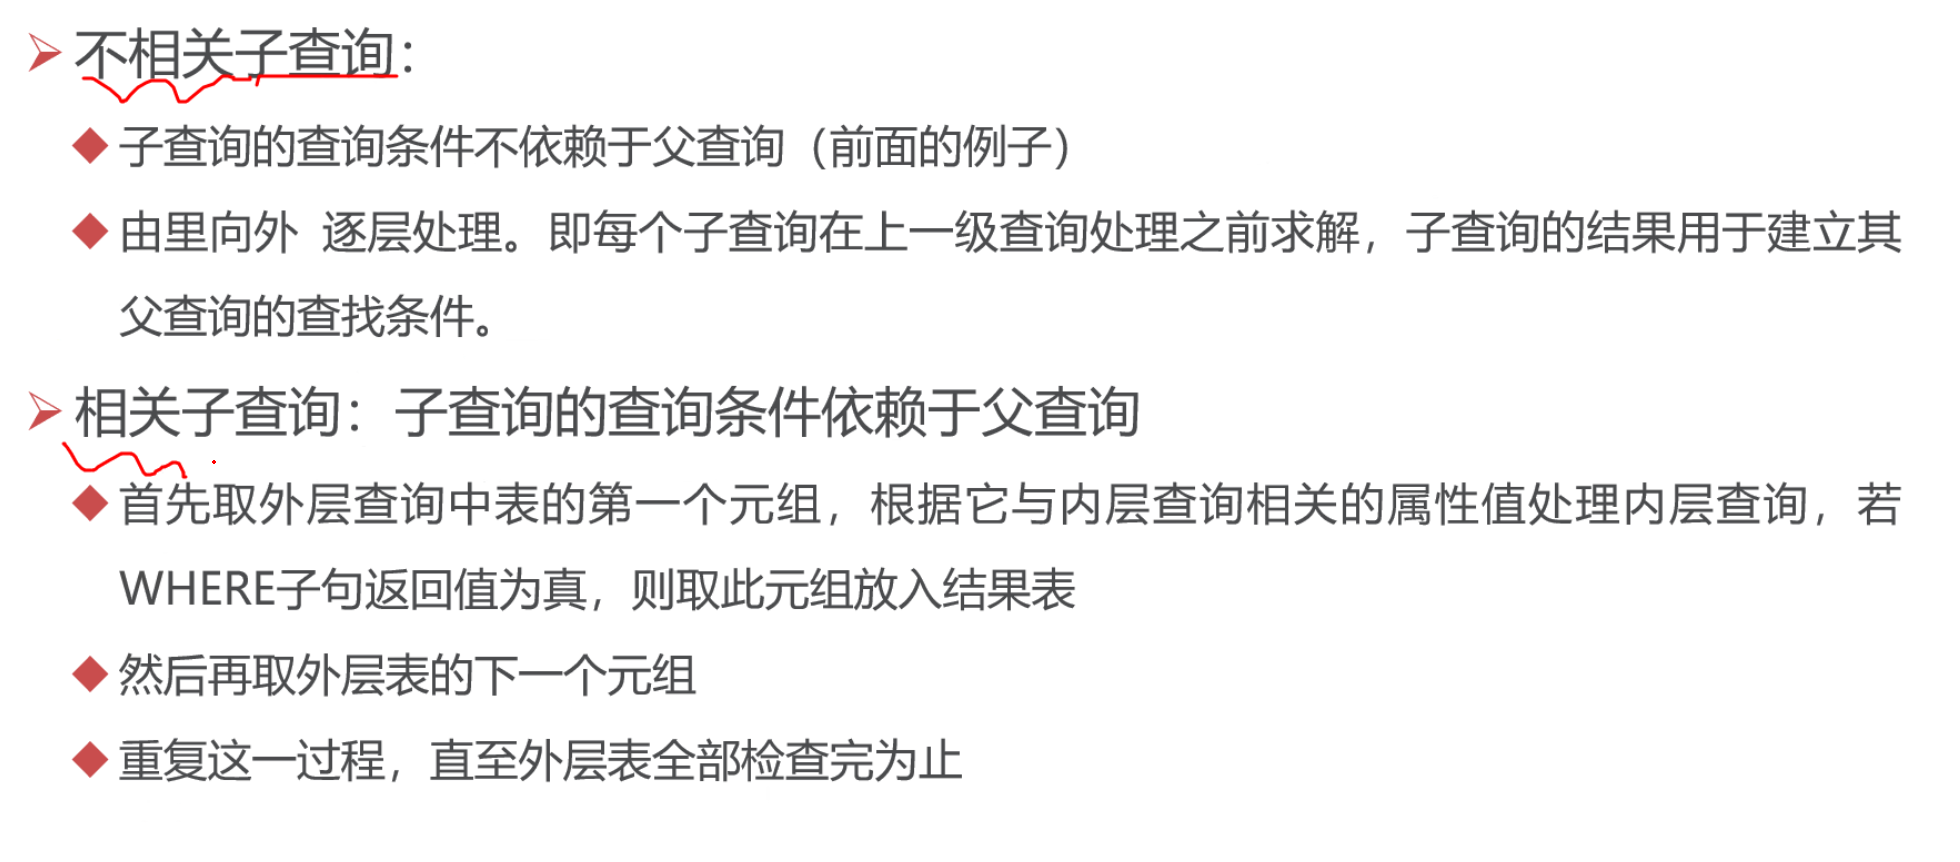 不相关子查询：
子查询的查询条件不依赖于父查询（前面的例子）
由里向外 逐层处理。即每个子查询在上一级查询处理之前求解，子查询的结果用于建立其
父查询的查找条件。
相关子查询：子查询的查询条件依赖于父查询
首先取外层查询中表的第一个元组，根据它与内层查询相关的属性值处理内层查询，若
WHERE子句返回值为真，则取此元组放入结果表
然后再取外层表的下一个元组
重复这一过程，直至外层表全部检查完为止